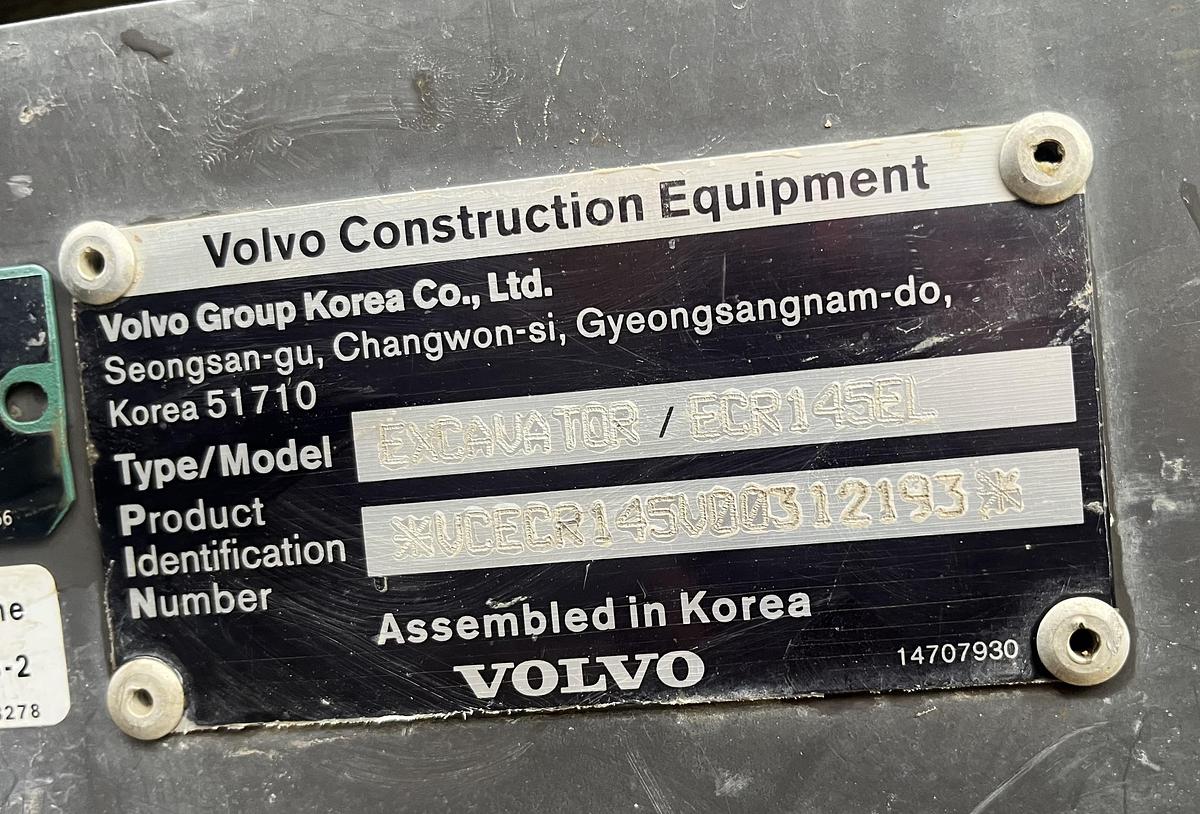 Volvo Construction Equipment
Volvo Group Korea Co., Ltd.
Seongsan-gu, Changwon-si, Gyeongsangnam-do,
Korea 51710
Type/Model EXCAVATOR / ECR145EL
Product
Identification
Number
*VCECR145V00312193*
Assembled in Korea
VOLVO
14707930